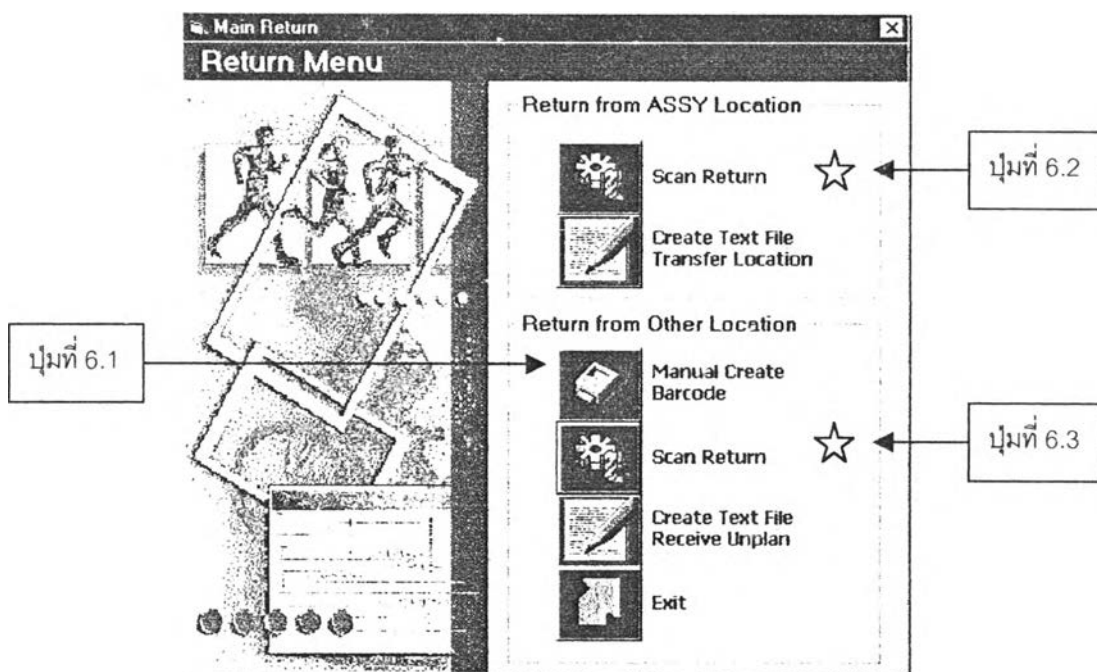 Main Return
Return Menu
Return from ASSY Location
Scan Return
ปุ่มที่ 6.2
Create Text File
Transfer Location
Return from Other Location
ปุ่มที่ 6.1
Manual Create
Barcode
Scan Return
ปุ่มที่ 6.3
Create Text File
Receive Unplan
Exit